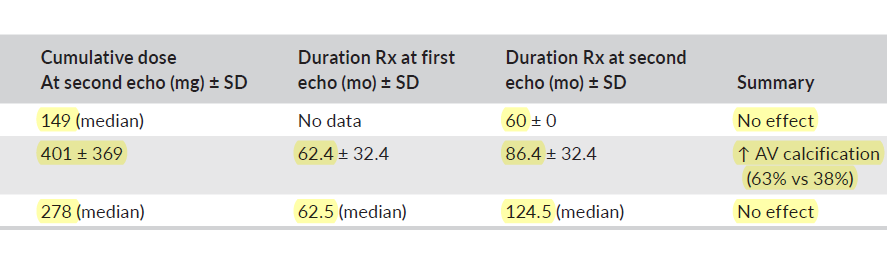 Cumulative dose Duration Rx at first Duration Rx at second
At second echo (mg) ± SD echo (mo) ± SD echo (mo) ± SD Summary
149 (median) No data 60 ± 0 No effect
401 ± 369 62.4 ± 32.4 86.4 ± 32.4 ↑ AV calcification
(63% vs 38%)
278 (median) 62.5 (median) 124.5 (median) No effect